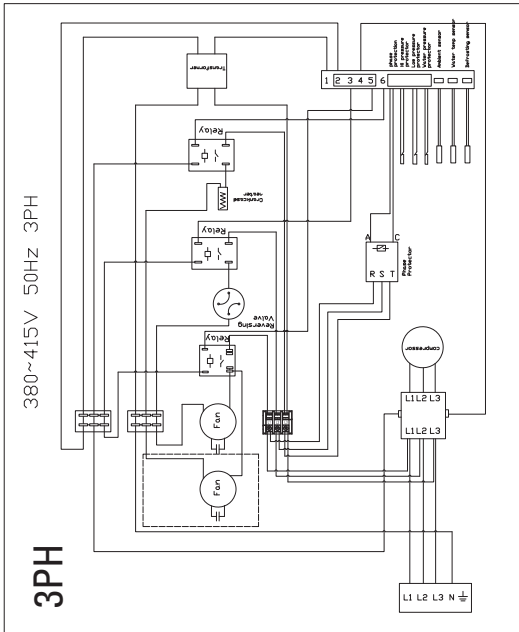 3PH
380~415V 50Hz 3PH
Transformer
1 2 3 4 5 6
phase
protection
Hi pressure
protector
Low pressure
protector
Water pressure
protector
Ambient sensor
Water temp sensor
Defrosting sensor
Relay
Crankcase
heater
Relay
Reversing
Valve
Relay
Fan
Fan
A C
R S T
Phase
Protector
compressor
L1 L2 L3
L1 L2 L3
L1 L2 L3 N